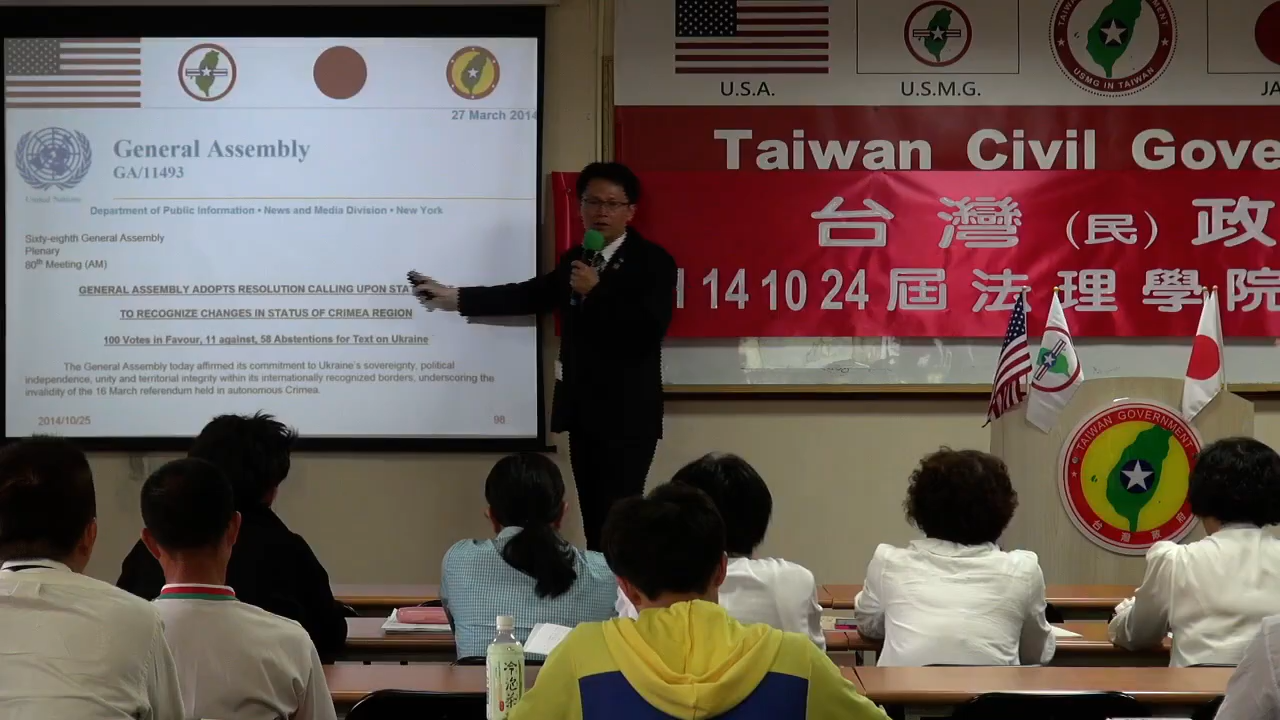 27 March 2014
General Assembly
GA/11493
United Nations
Department of Public Information • News and Media Division • New York
Sixty-eighth General Assembly
Plenary
80th Meeting (AM)
GENERAL ASSEMBLY ADOPTS RESOLUTION CALLING UPON STA
TO RECOGNIZE CHANGES IN STATUS OF CRIMEA REGION
100 Votes in Favour, 11 against, 58 Abstentions for Text on Ukraine
The General Assembly today affirmed its commitment to Ukraine's sovereignty, political
independence, unity and territorial integrity within its internationally recognized borders, underscoring the
invalidity of the 16 March referendum held in autonomous Crimea.
2014/10/25
98
U.S.A.
U.S.M.G.
USMG IN TAIWAN
JA
Taiwan Civil Gove
台灣(民)政
14 10 24 屆法理學院
TAIWAN GOVERNMENT
台灣政府
冷泡茶